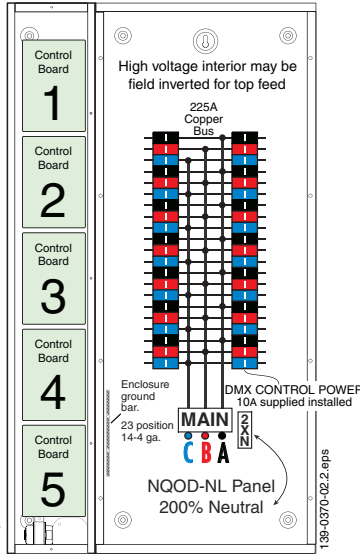 Control
Board
1
Control
Board
2
Control
Board
3
Control
Board
4
Control
Board
5
High voltage interior may be
field inverted for top feed
225A
Copper
Bus
Enclosure
ground
bar.
23 position
14-4 ga.
DMX CONTROL POWER
10A supplied installed
MAIN
2XN
C B A
NQOD-NL Panel
200% Neutral
139-0370-02.2.eps